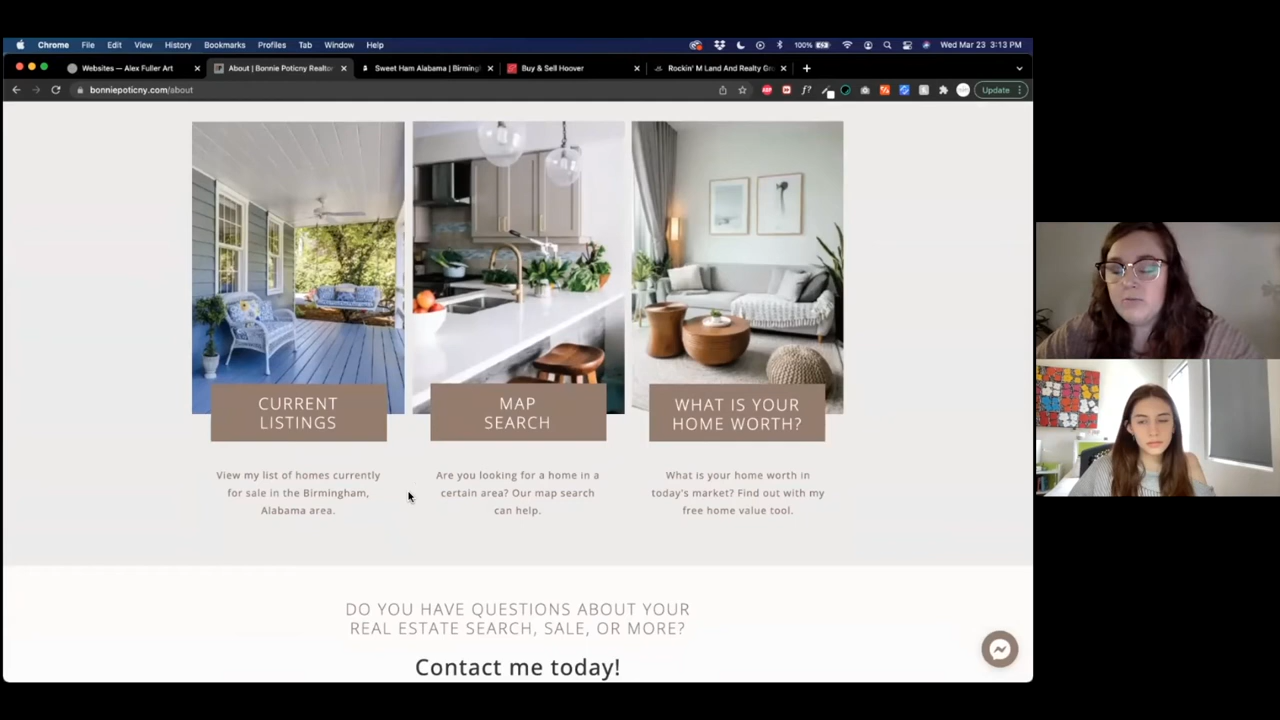 Chrome File Edit View History Bookmarks Profiles Tab Window Help 100% Wed Mar 23 3:13 PM
Websites — Alex Fuller Art About | Bonnie Poticny Realtor Sweet Ham Alabama | Birming Buy & Sell Hoover Rockin' M Land And Realty Gr
bonniepoticny.com/about f? Update
CURRENT
LISTINGS
MAP
SEARCH
WHAT IS YOUR
HOME WORTH?
View my list of homes currently
for sale in the Birmingham,
Alabama area.
Are you looking for a home in a
certain area? Our map search
can help.
What is your home worth in
today's market? Find out with my
free home value tool.
DO YOU HAVE QUESTIONS ABOUT YOUR
REAL ESTATE SEARCH, SALE, OR MORE?
Contact me today!